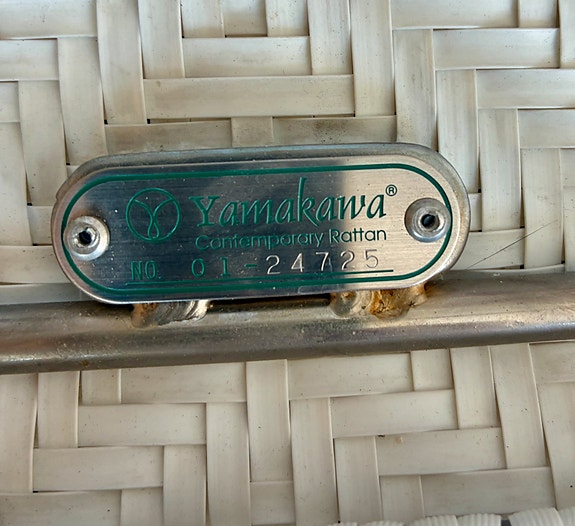 Yamakawa®
Contemporary Rattan
NO. 01-24725